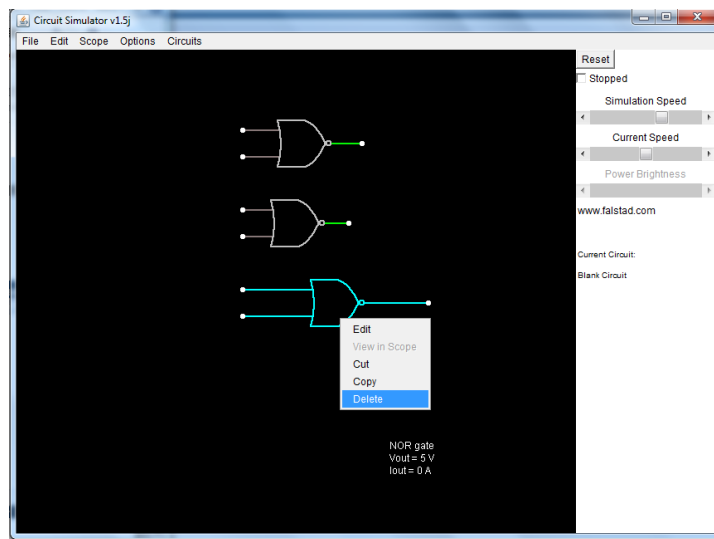 Circuit Simulator v1.5j
File Edit Scope Options Circuits
Reset
Stopped
Simulation Speed
Current Speed
Power Brightness
www.falstad.com
Current Circuit:
Blank Circuit
Edit
View in Scope
Cut
Copy
Delete
NOR gate
Vout = 5 V
Iout = 0 A